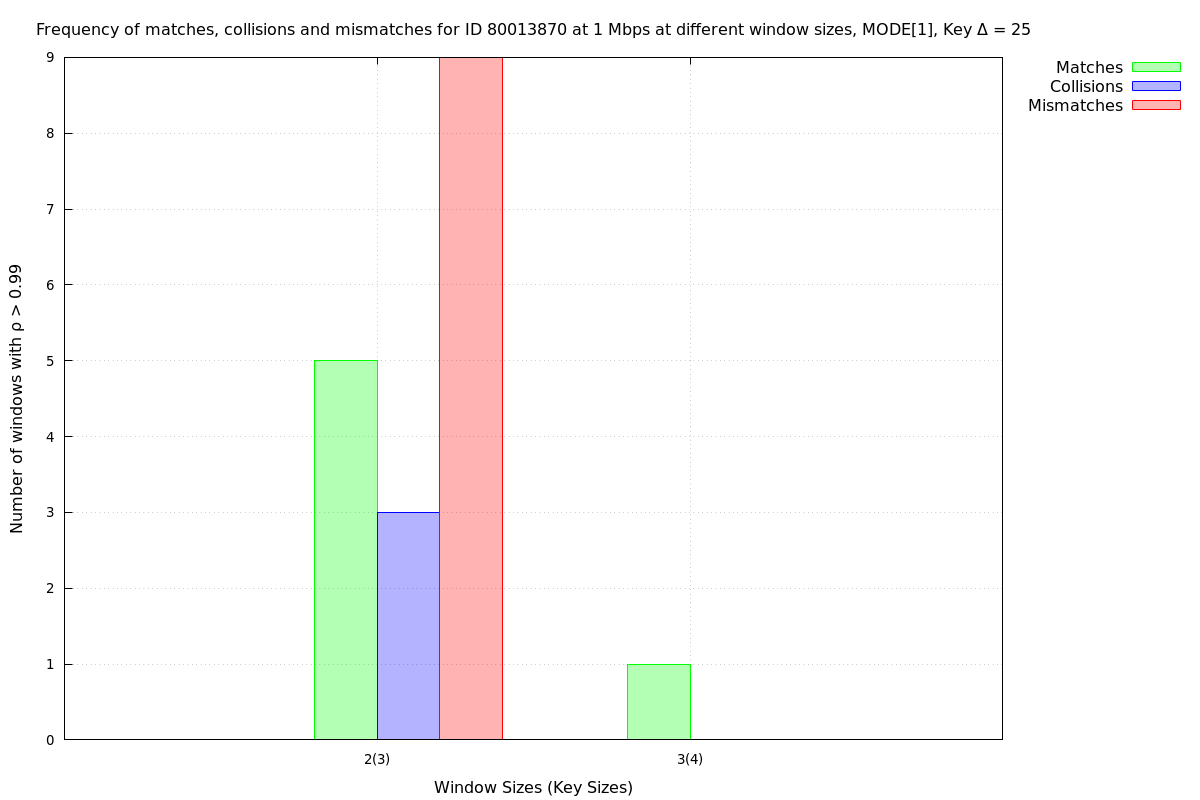 Frequency of matches, collisions and mismatches for ID 80013870 at 1 Mbps at different window sizes, MODE[1], Key Δ = 25
Matches
Collisions
Mismatches
Number of windows with ρ > 0.99
9
8
7
6
5
4
3
2
1
0
2(3)
3(4)
Window Sizes (Key Sizes)